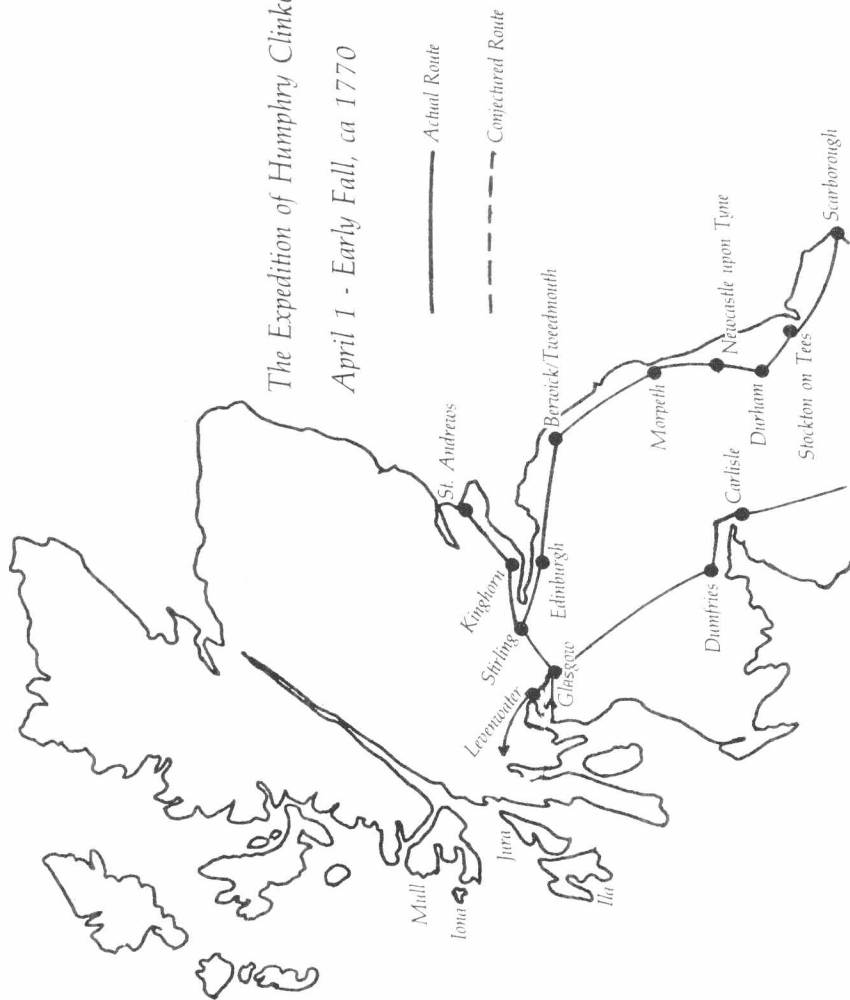 The Expedition of Humphry Clinke
April 1 - Early Fall, ca 1770
Actual Route
Conjectured Route
St. Andrews
Kinghorn
Stirling
Edinburgh
Berwick/Tweedmouth
Levenwater
Glasgow
Mull
Iona
Jura
Ila
Morpeth
Newcastle upon Tyne
Durham
Stockton on Tees
Scarborough
Dumfries
Carlisle